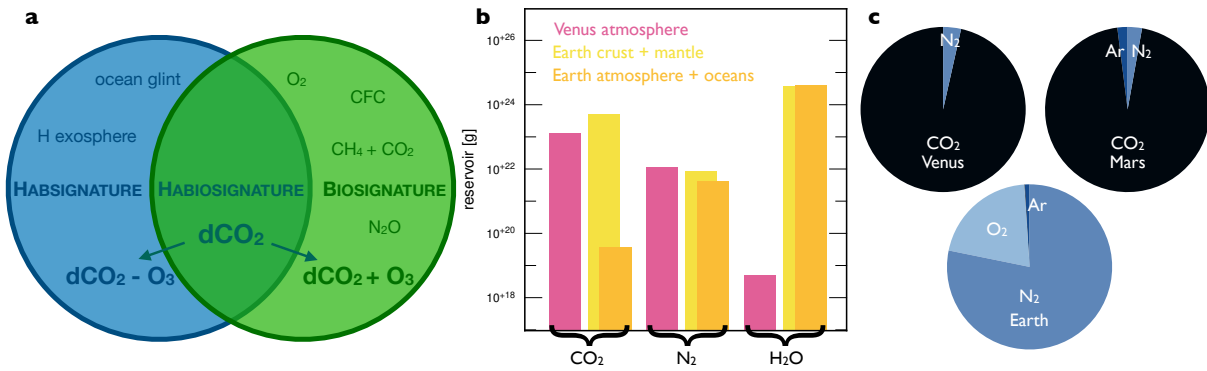 a
ocean glint
O₂
CFC
H exosphere
CH₄ + CO₂
HABSIGNATURE
HABIOSIGNATURE
BIOSIGNATURE
N₂O
dCO₂
dCO₂ - O₃
dCO₂ + O₃
b
Venus atmosphere
Earth crust + mantle
Earth atmosphere + oceans
reservoir [g]
10⁺²⁶
10⁺²⁴
10⁺²²
10⁺²⁰
10⁺¹⁸
CO₂
N₂
H₂O
c
N₂
CO₂
Venus
Ar
N₂
CO₂
Mars
Ar
O₂
N₂
Earth